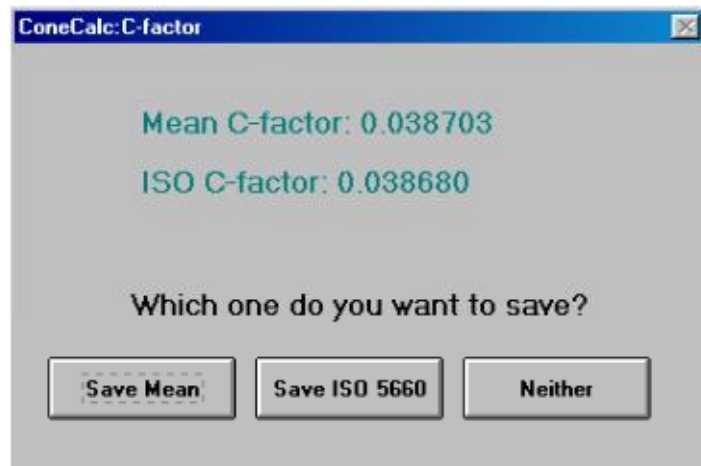 ConeCalc:C-factor
Mean C-factor: 0.038703
ISO C-factor: 0.038680
Which one do you want to save?
Save Mean Save ISO 5660 Neither